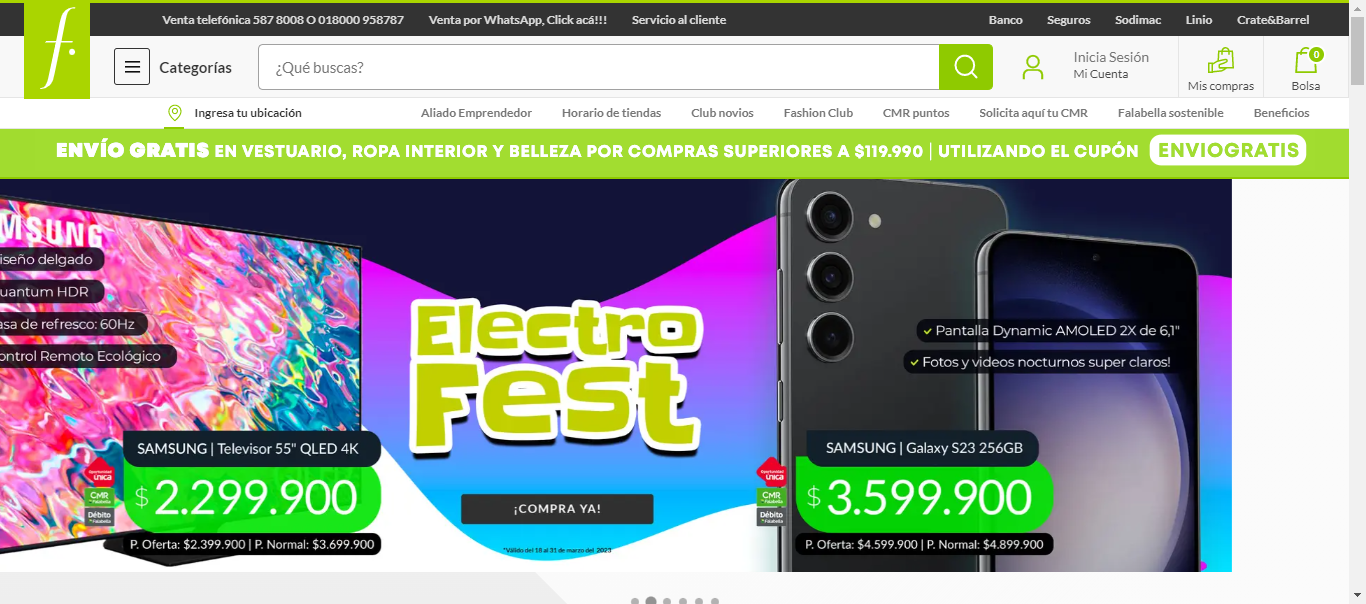 Venta telefónica 587 8008 O 018000 958787 Venta por WhatsApp, Click acá!!! Servicio al cliente Banco Seguros Sodimac Linio Crate&Barrel
f.
Categorías
¿Qué buscas?
Inicia Sesión
Mi Cuenta
Mis compras
0
Bolsa
Ingresa tu ubicación Aliado Emprendedor Horario de tiendas Club novios Fashion Club CMR puntos Solicita aquí tu CMR Falabella sostenible Beneficios
ENVÍO GRATIS EN VESTUARIO, ROPA INTERIOR Y BELLEZA POR COMPRAS SUPERIORES A $119.990 | UTILIZANDO EL CUPÓN ENVIOGRATIS
MSUNG
iseño delgado
uantum HDR
asa de refresco: 60Hz
ontrol Remoto Ecológico
SAMSUNG | Televisor 55" QLED 4K
Oportunidad
única
CMR
Falabella
Débito
Falabella
$ 2.299.900
P. Oferta: $2.399.900 | P. Normal: $3.699.900
Electro
Fest
¡COMPRA YA!
*Válido del 18 al 31 de marzo del 2023
Pantalla Dynamic AMOLED 2X de 6,1"
Fotos y videos nocturnos super claros!
SAMSUNG | Galaxy S23 256GB
Oportunidad
única
CMR
Falabella
Débito
Falabella
$ 3.599.900
P. Oferta: $4.599.900 | P. Normal: $4.899.900